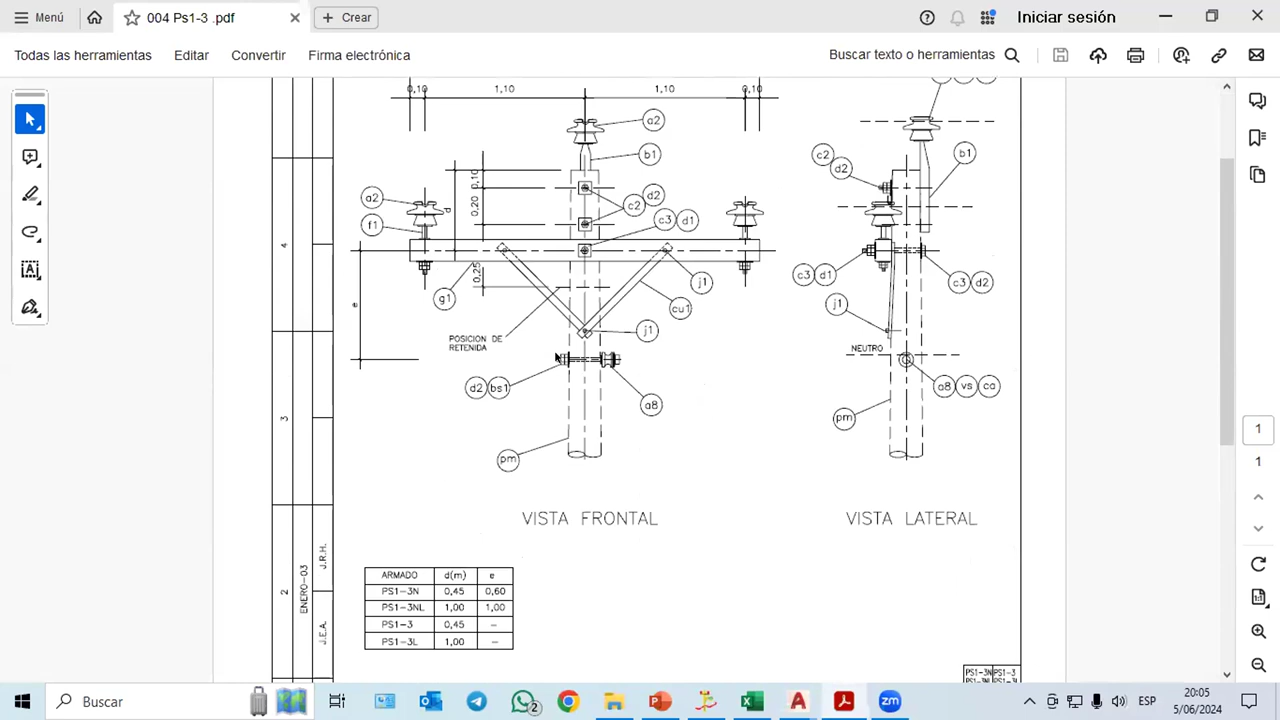 Menú
004 Ps1-3 .pdf
Crear
Iniciar sesión
Todas las herramientas
Editar
Convertir
Firma electrónica
Buscar texto o herramientas
0,10
1,10
1,10
0,10
a2
b1
c2
d2
b1
a2
f1
d
0,10
0,20
d2
c2
c3
d1
4
0,25
c3
d1
c3
d2
g1
j1
cu1
j1
e
POSICION DE
RETENIDA
j1
NEUTRO
d2
bs1
a8
a8
vs
ca
3
pm
pm
1
1
VISTA FRONTAL
VISTA LATERAL
2
ENERO-03
J.R.H.
J.E.A.
ARMADO d(m) e
PS1-3N 0,45 0,60
PS1-3NL 1,00 1,00
PS1-3 0,45 –
PS1-3L 1,00 –
PS1-3N PS1-3
Buscar
2
ESP
20:05
5/06/2024